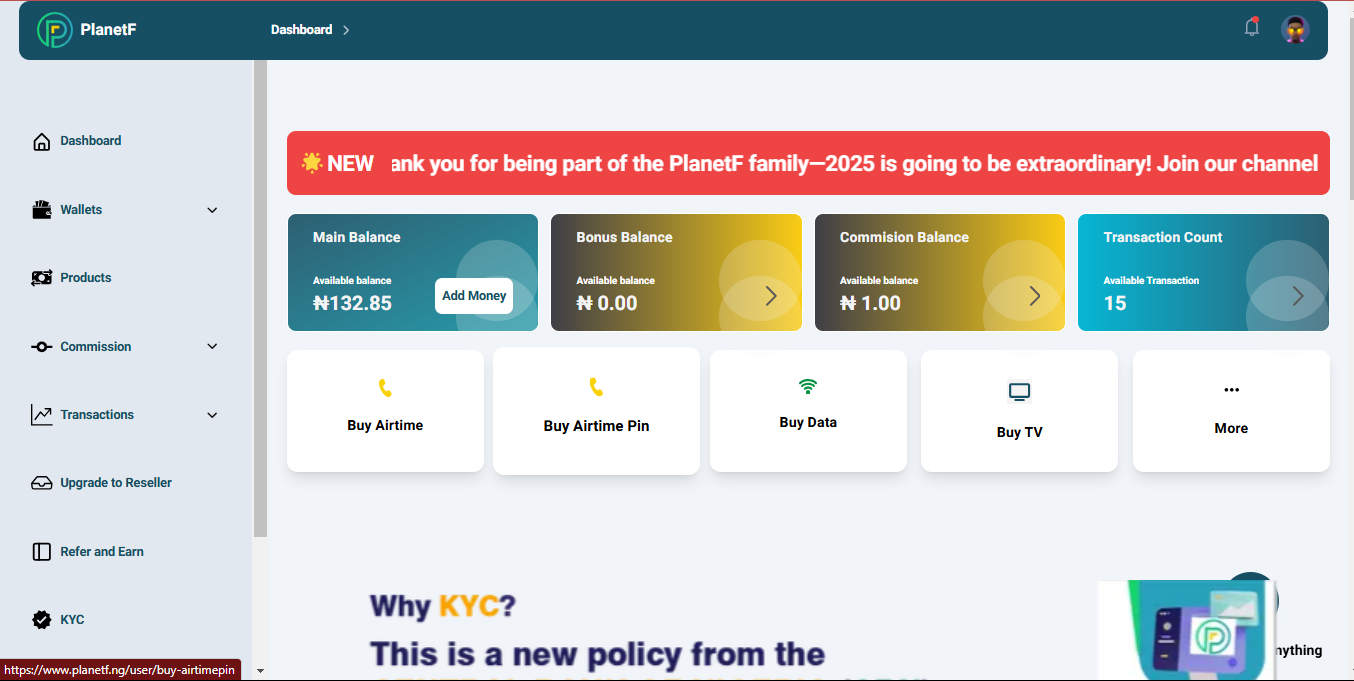 PlanetF
Dashboard
Dashboard
Wallets
Products
Commission
Transactions
Upgrade to Reseller
Refer and Earn
KYC
NEW ank you for being part of the PlanetF family—2025 is going to be extraordinary! Join our channel
Main Balance
Available balance
₦132.85
Add Money
Bonus Balance
Available balance
₦ 0.00
Commision Balance
Available balance
₦ 1.00
Transaction Count
Available Transaction
15
Buy Airtime
Buy Airtime Pin
Buy Data
Buy TV
More
Why KYC?
This is a new policy from the
nything
https://www.planetf.ng/user/buy-airtimepin